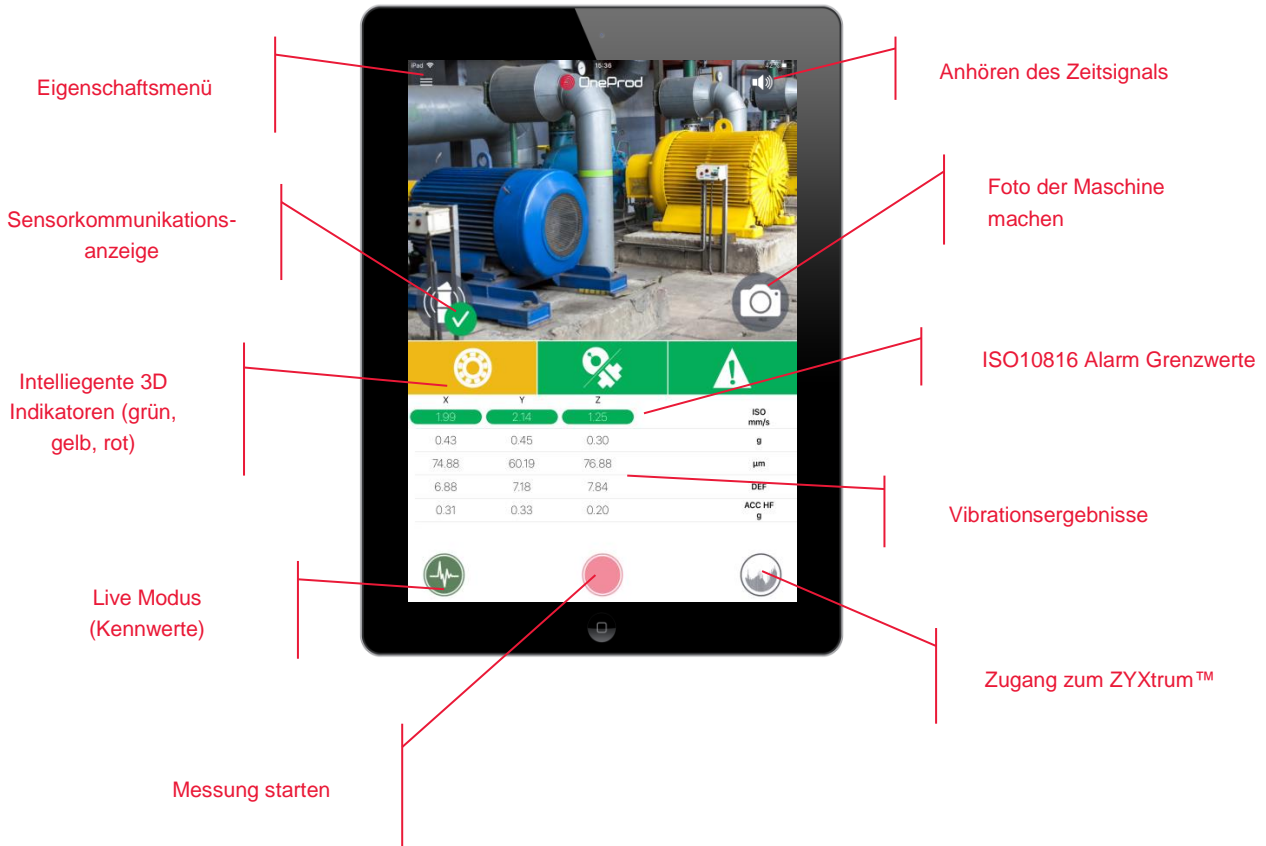 Eigenschaftsmenü
Sensorkommunikations-
anzeige
Intelliegente 3D
Indikatoren (grün,
gelb, rot)
Live Modus
(Kennwerte)
Messung starten
iPad
15:36
OneProd
X Y Z
1.99 2.14 1.25 ISO
mm/s
0.43 0.45 0.30 g
74.88 60.19 76.88 µm
6.88 7.18 7.84 DEF
0.31 0.33 0.20 ACC HF
g
Anhören des Zeitsignals
Foto der Maschine
machen
ISO10816 Alarm Grenzwerte
Vibrationsergebnisse
Zugang zum ZYXtrum™